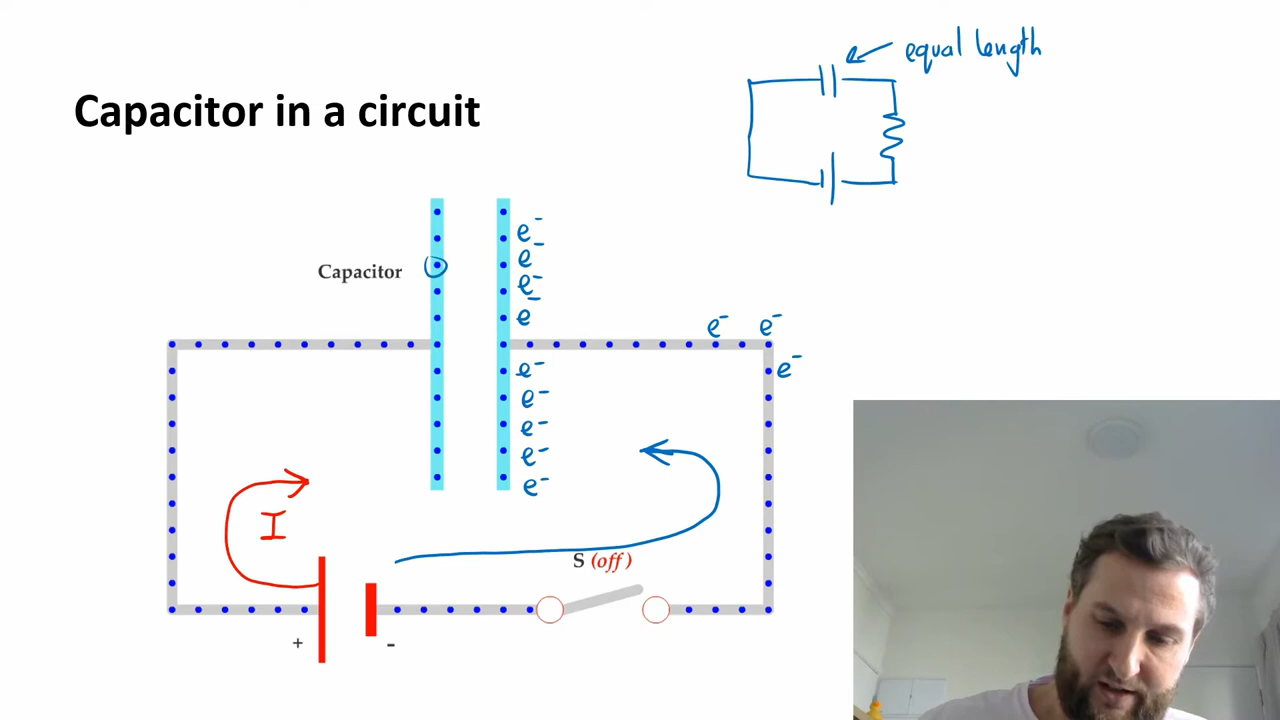 equal length
Capacitor in a circuit
e⁻
e⁻
Capacitor
e⁻
e⁻
e⁻ e⁻
e⁻ e⁻
e⁻
e⁻
e⁻
e⁻
I
S (off)
+ -